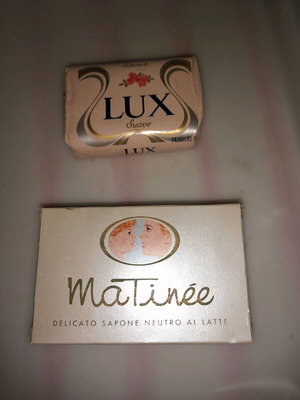 LUX
Suave
LUX
MaTinée
DELICATO SAPONE NEUTRO AL LATTE